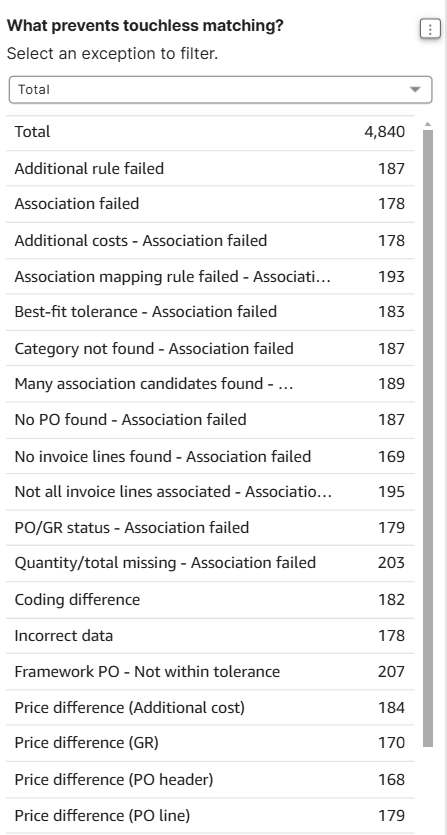 What prevents touchless matching?
Select an exception to filter.
Total
Total 4,840
Additional rule failed 187
Association failed 178
Additional costs - Association failed 178
Association mapping rule failed - Associati... 193
Best-fit tolerance - Association failed 183
Category not found - Association failed 187
Many association candidates found - ... 189
No PO found - Association failed 187
No invoice lines found - Association failed 169
Not all invoice lines associated - Associatio... 195
PO/GR status - Association failed 179
Quantity/total missing - Association failed 203
Coding difference 182
Incorrect data 178
Framework PO - Not within tolerance 207
Price difference (Additional cost) 184
Price difference (GR) 170
Price difference (PO header) 168
Price difference (PO line) 179